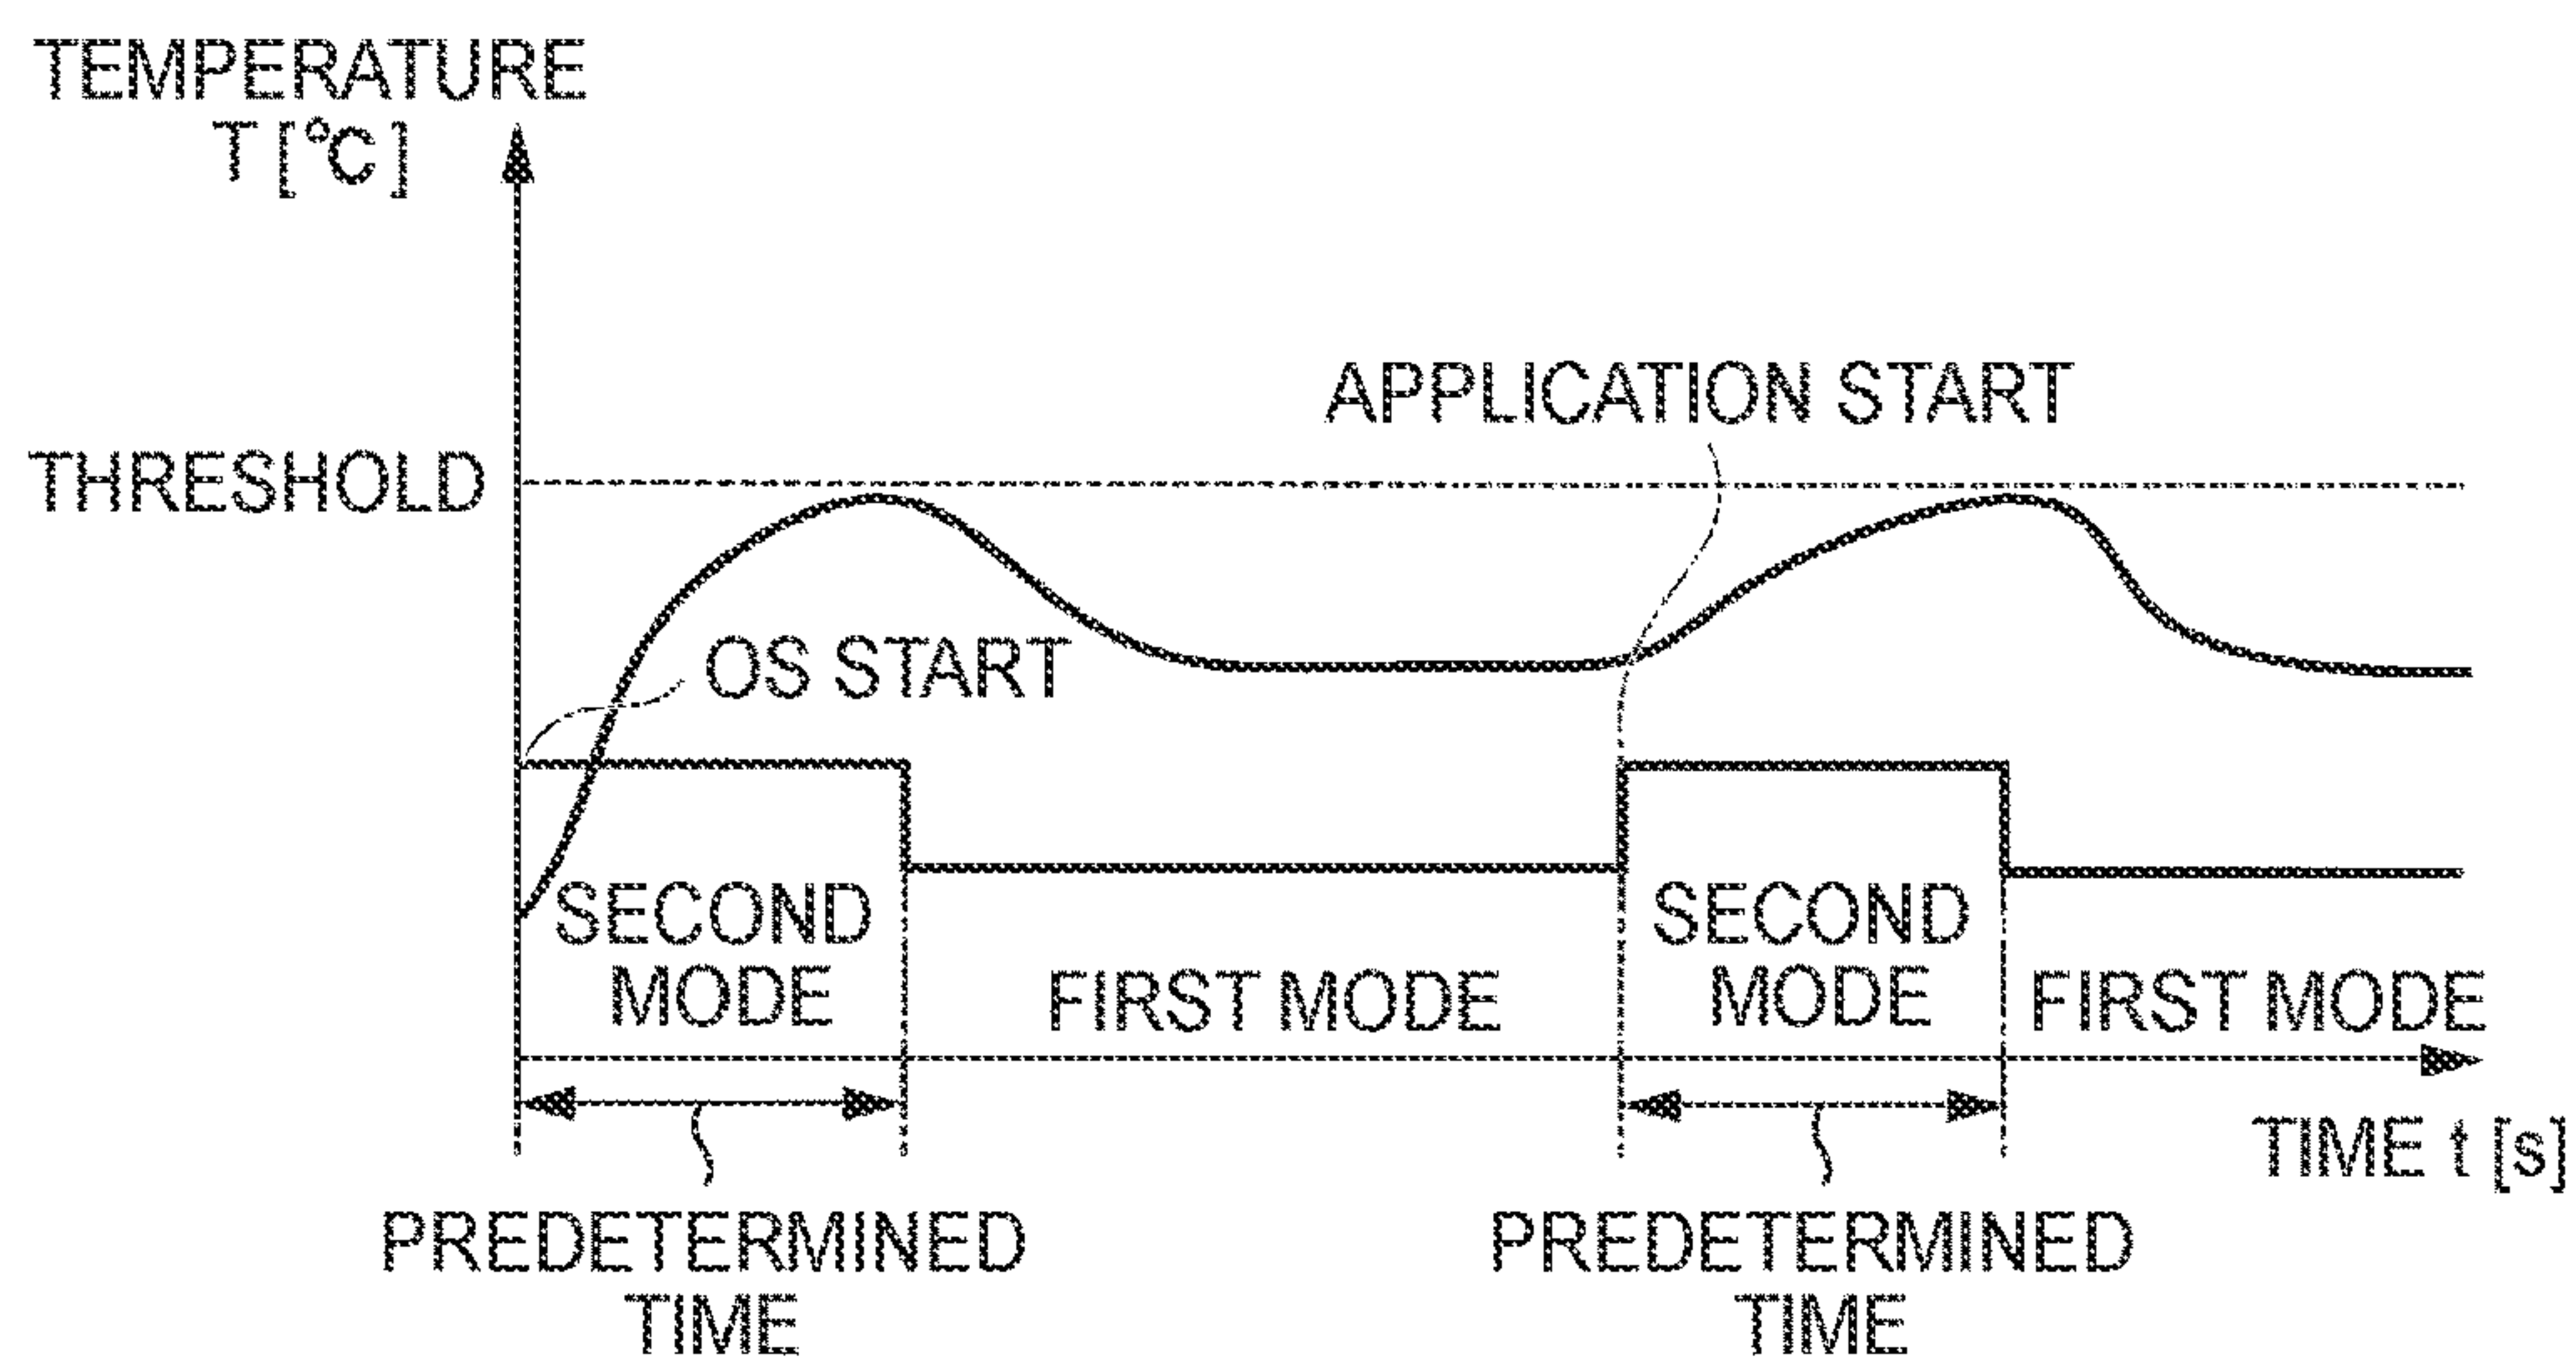 TEMPERATURE
T [°C]
APPLICATION START
THRESHOLD
OS START
SECOND
MODE
FIRST MODE
SECOND
MODE
FIRST MODE
TIME t [s]
PREDETERMINED
TIME
PREDETERMINED
TIME